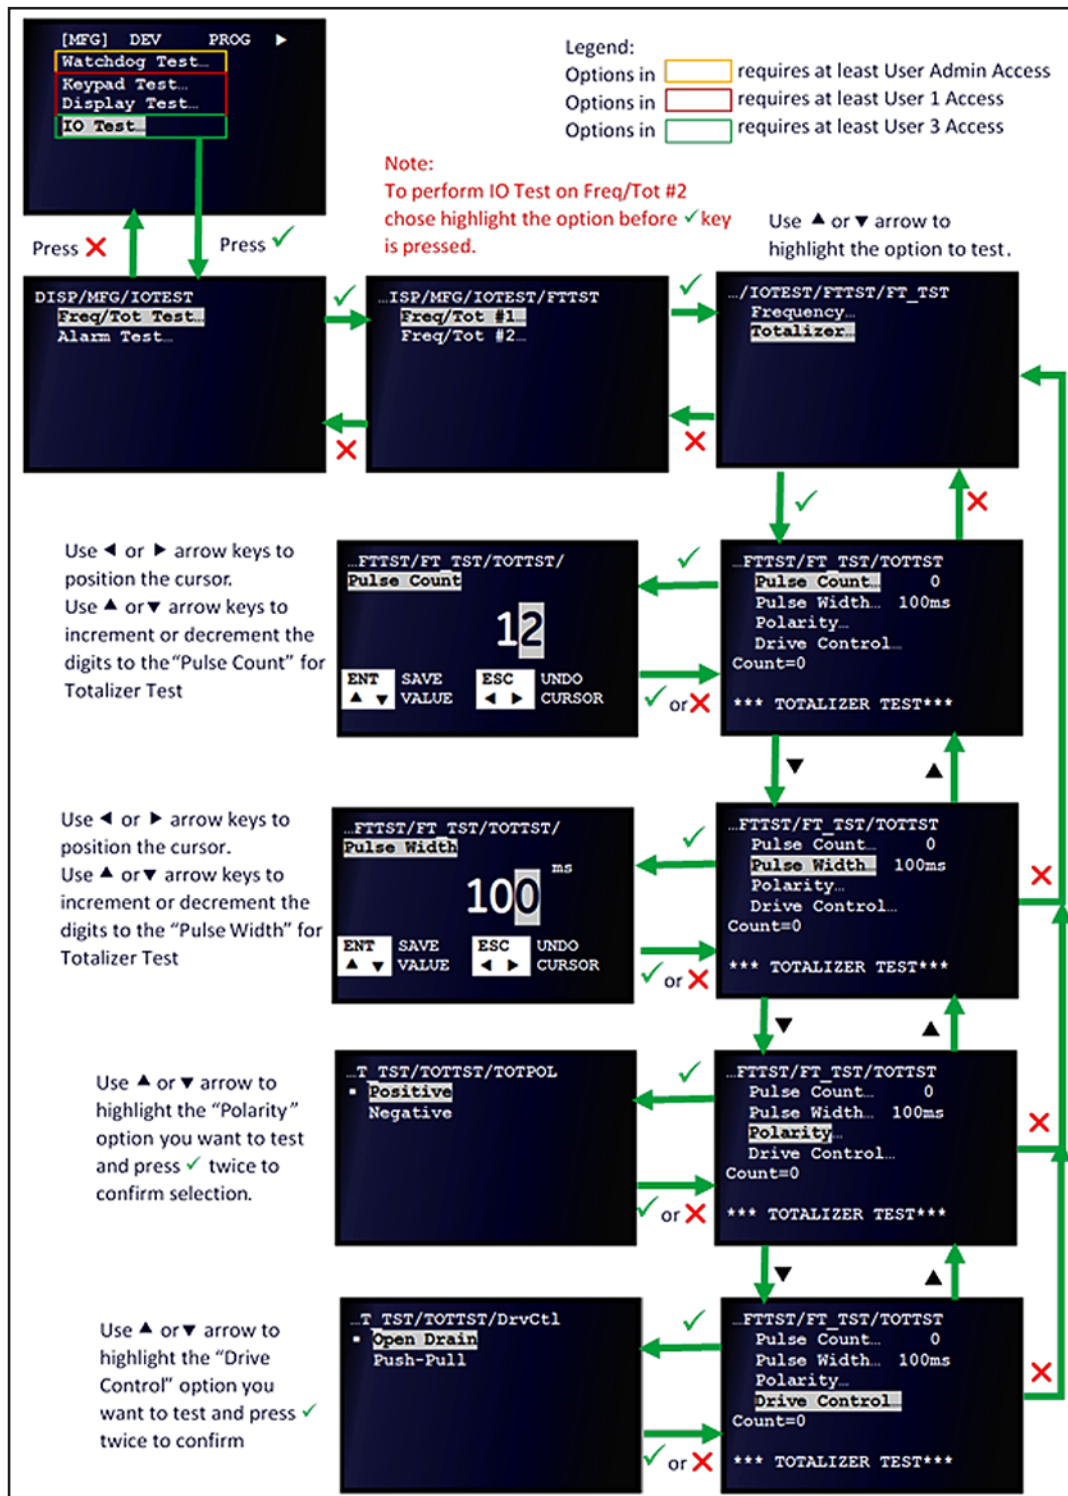 [MFG] DEV PROG ▶
Watchdog Test…
Keypad Test…
Display Test…
IO Test…
Legend:
Options in requires at least User Admin Access
Options in requires at least User 1 Access
Options in requires at least User 3 Access
Note:
To perform IO Test on Freq/Tot #2
chose highlight the option before ✓ key
is pressed.
Use ▲ or ▼ arrow to
highlight the option to test.
Press ✕
Press ✓
DISP/MFG/IOTEST
Freq/Tot Test…
Alarm Test…
✓
✕
…ISP/MFG/IOTEST/FTTST
Freq/Tot #1…
Freq/Tot #2…
✓
✕
…/IOTEST/FTTST/FT_TST
Frequency…
Totalizer…
✓
✕
Use ◀ or ▶ arrow keys to
position the cursor.
Use ▲ or ▼ arrow keys to
increment or decrement the
digits to the “Pulse Count” for
Totalizer Test
…FTTST/FT_TST/TOTTST/
Pulse Count
12
ENT SAVE ESC UNDO
▲ ▼ VALUE ◀ ▶ CURSOR
✓
✓ or ✕
…FTTST/FT_TST/TOTTST
Pulse Count… 0
Pulse Width… 100ms
Polarity…
Drive Control…
Count=0
*** TOTALIZER TEST***
▼
▲
Use ◀ or ▶ arrow keys to
position the cursor.
Use ▲ or ▼ arrow keys to
increment or decrement the
digits to the “Pulse Width” for
Totalizer Test
…FTTST/FT_TST/TOTTST/
Pulse Width
100 ms
ENT SAVE ESC UNDO
▲ ▼ VALUE ◀ ▶ CURSOR
✓
✓ or ✕
…FTTST/FT_TST/TOTTST
Pulse Count… 0
Pulse Width… 100ms
Polarity…
Drive Control…
Count=0
*** TOTALIZER TEST***
✕
▼
▲
Use ▲ or ▼ arrow to
highlight the “Polarity”
option you want to test
and press ✓ twice to
confirm selection.
…T_TST/TOTTST/TOTPOL
▪ Positive
Negative
✓
✓ or ✕
…FTTST/FT_TST/TOTTST
Pulse Count… 0
Pulse Width… 100ms
Polarity…
Drive Control…
Count=0
*** TOTALIZER TEST***
✕
▼
▲
Use ▲ or ▼ arrow to
highlight the “Drive
Control” option you
want to test and press ✓
twice to confirm
…T_TST/TOTTST/DrvCtl
▪ Open Drain
Push-Pull
✓
✓ or ✕
…FTTST/FT_TST/TOTTST
Pulse Count… 0
Pulse Width… 100ms
Polarity…
Drive Control…
Count=0
*** TOTALIZER TEST***
✕